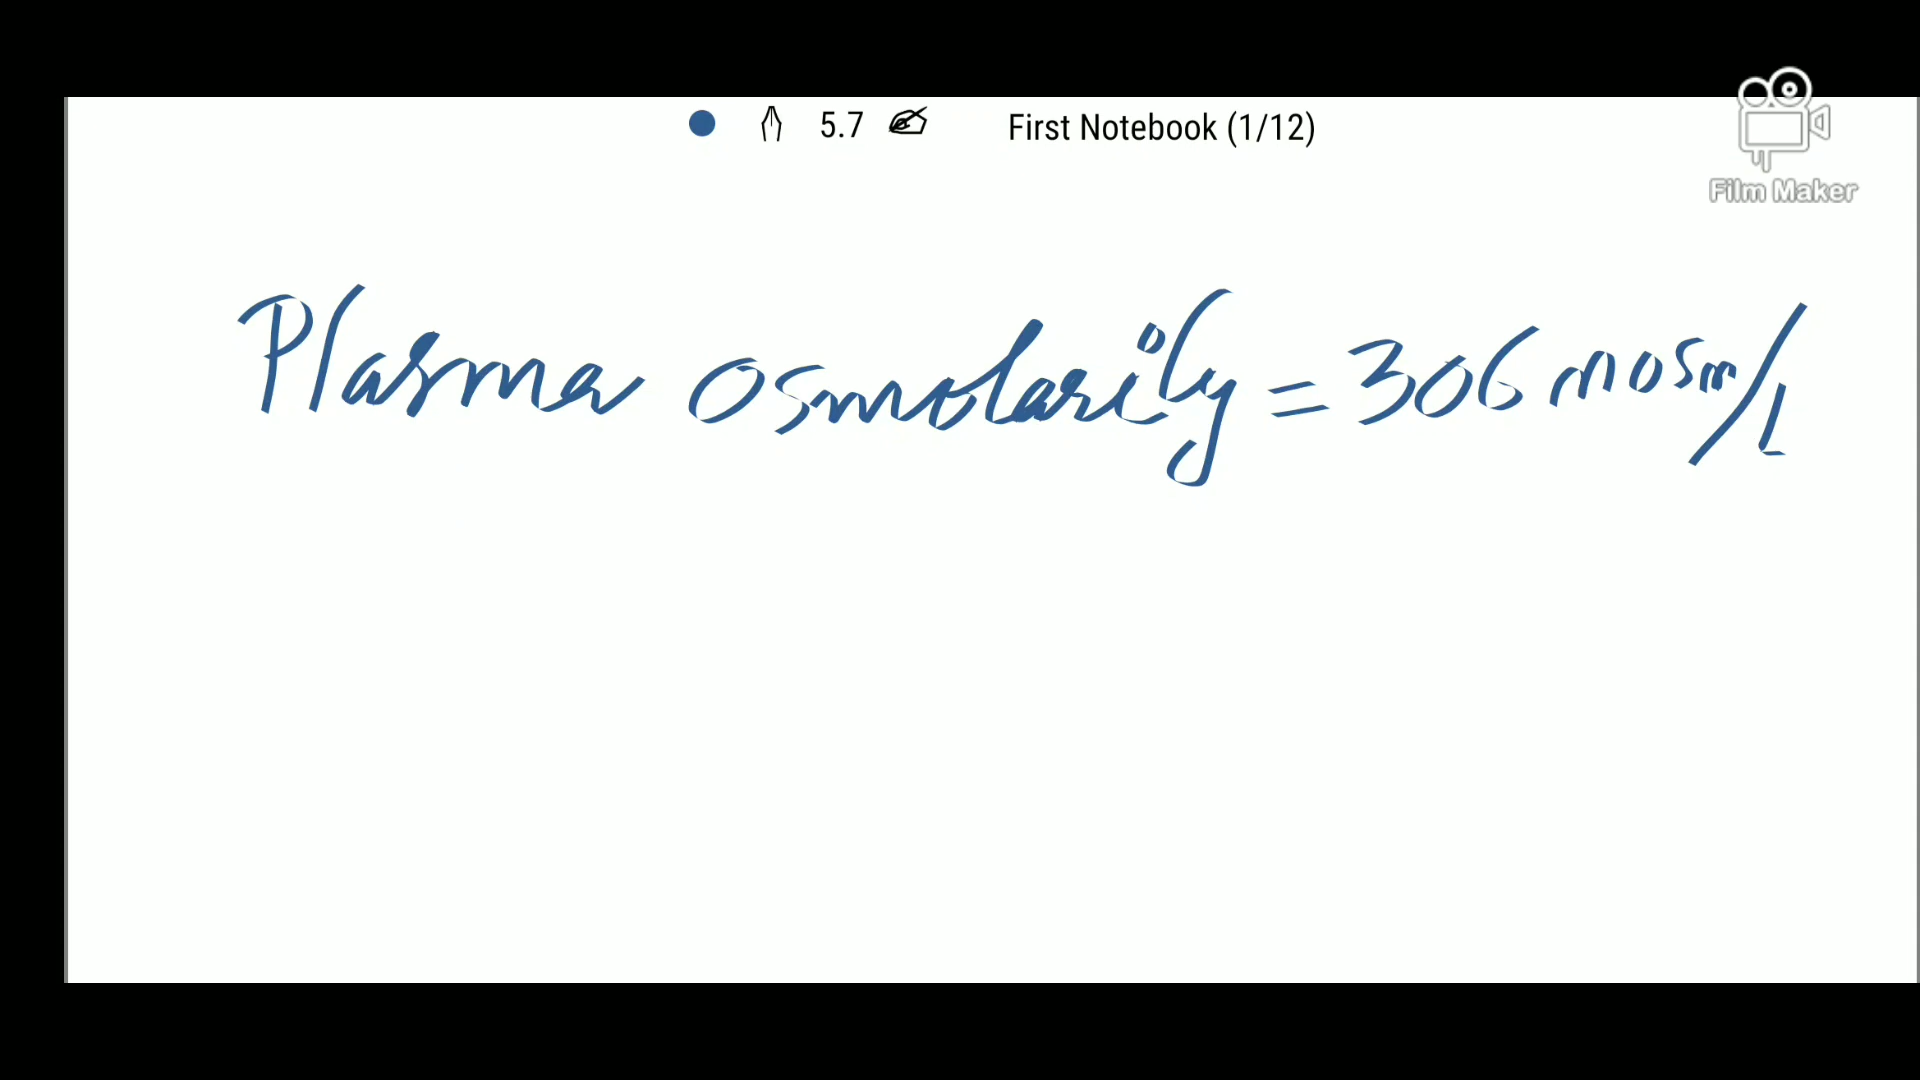 5.7 First Notebook (1/12)
Film Maker
Plasma osmolarity = 306 mosm/L